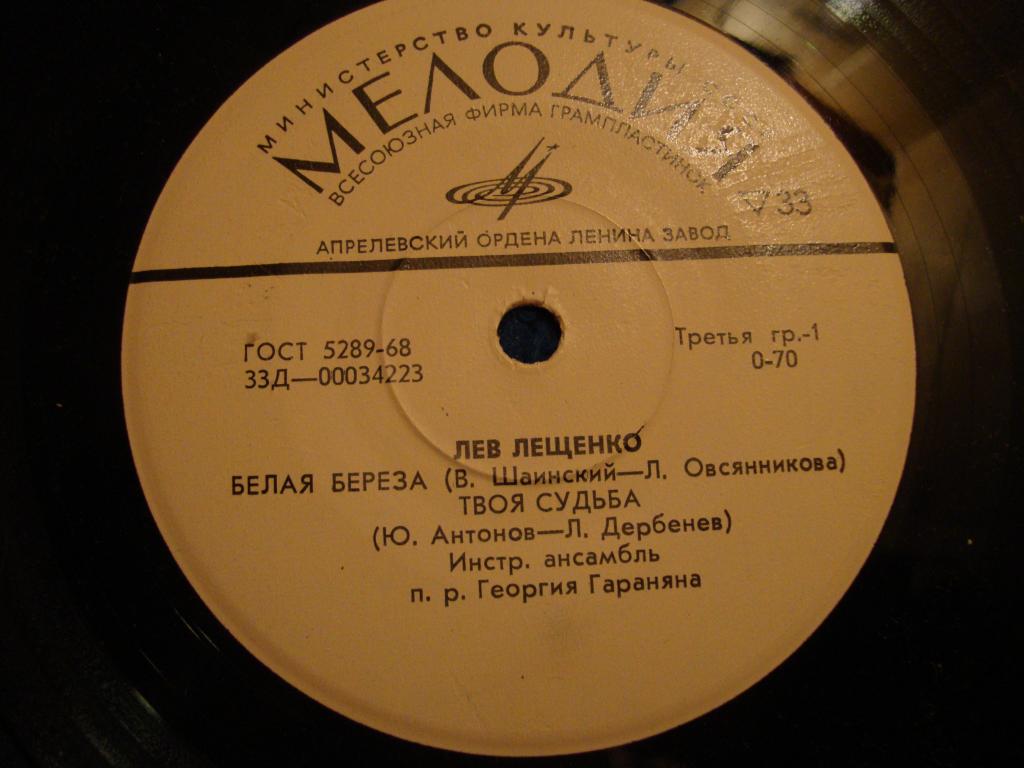 МИНИСТЕРСТВО КУЛЬТУРЫ
МЕЛОДИЯ
ВСЕСОЮЗНАЯ ФИРМА ГРАМПЛАСТИНОК
33
АПРЕЛЕВСКИЙ ОРДЕНА ЛЕНИНА ЗАВОД
ГОСТ 5289-68
33Д—00034223
Третья гр.-1
0-70
ЛЕВ ЛЕЩЕНКО
БЕЛАЯ БЕРЕЗА (В. Шаинский—Л. Овсянникова)
ТВОЯ СУДЬБА
(Ю. Антонов—Л. Дербенев)
Инстр. ансамбль
п. р. Георгия Гараняна